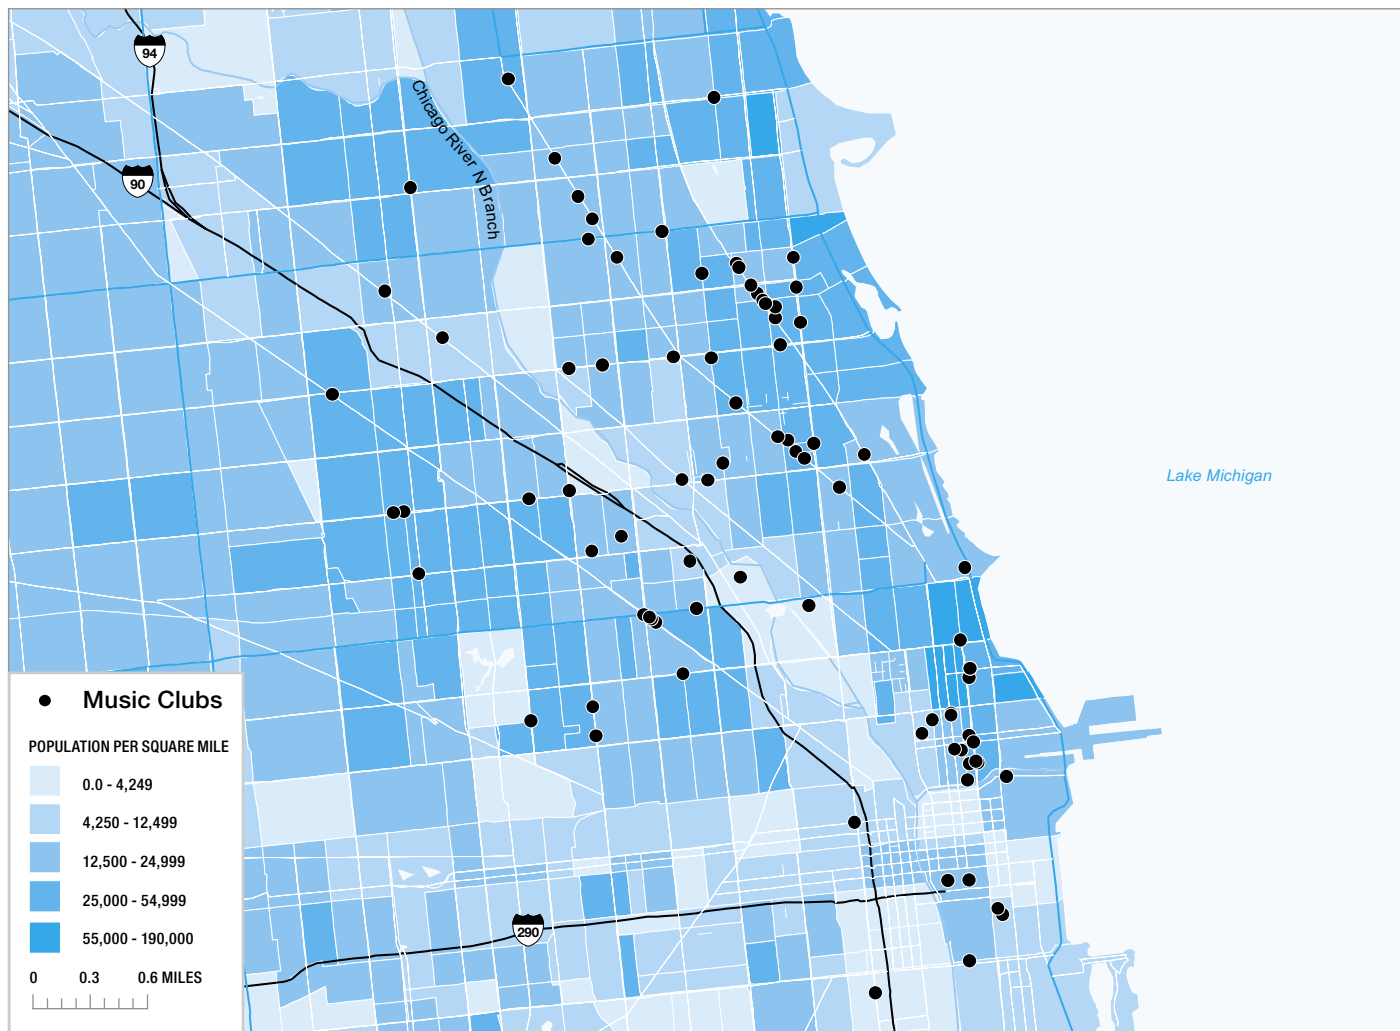 94
Chicago River N Branch
90
Lake Michigan
Music Clubs
POPULATION PER SQUARE MILE
0.0 - 4,249
4,250 - 12,499
12,500 - 24,999
25,000 - 54,999
55,000 - 190,000
0 0.3 0.6 MILES
290